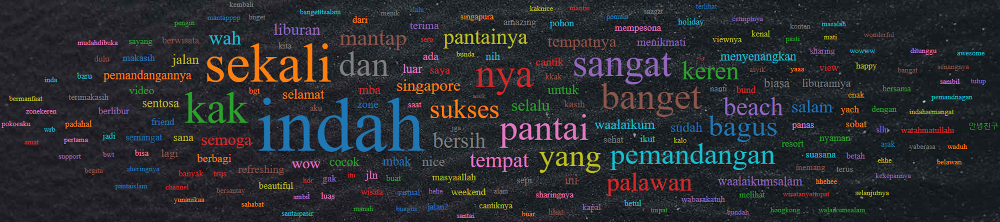 kembali
kaknice mantai
terlihat
bangetttsalam menik slalu snagat
mantapppp bnget dari singapura pemula cetmptnya
pengin terima amazing pohon mempesona holiday konten masalah
liburan
mudahdibuka sayang berwisata wah kita mantap seru pantainya tempatnya menikmati viewnya kenal pasti mati wonderful
dulu makasih jalan sekali dan ada bunda nih cantik sangat menyenangkan sharing wowww ditunggu awesome
inda baru pemandangannya luar saya nya kkak keren asyik yaaa view happy bangat senangnya
video bgt selamat mba singapore asek untuk banget nanti bund biasa liburannya bersama sambil tutup
bermanfaat terimakasih sentosa kak aku zone saat sukses selalu kasih beach salam enak yach dengan pemandnagan
zonekeren berlibur indah indahsemangat
pokoeaku wrb padahal friend jga pantai waalaikum sudah bagus panas sobat sllu warahmatullahi 안녕친구
amat pertama jadi semangat sana semoga bersih sehat ikut kalo resort nyaman ajak yaberasa waduh
support bwt bisa lagi berbagi wow cocok mbak nice tempat yang pemandangan suasana betah ehhe belawan
begitu sheringnya banyak trus refreshing hdr gak itu jln buat masyaallah sepi ini palawan memang terus
pantaislam channel bersantay beautiful wisata virtual hehe weekend alam waalaikumsalam hhehee kexepannya
yunanikaa smbil luas sharingnya wabarakatuh melihat wisatanyatmpat selanjutnya
sahabat manah buagus jalan2 cantiknya kapal betul
santaipasir santai buar lihat tmpat bundah hongkong walaikumsalam